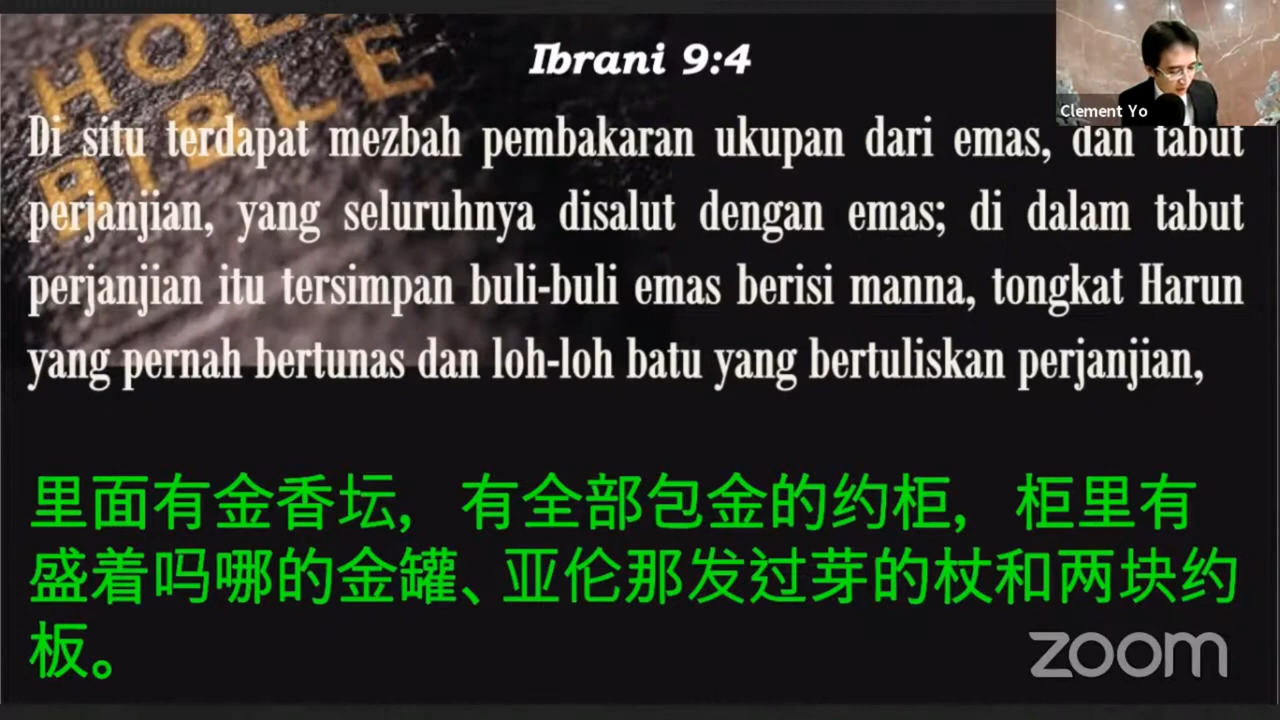 HOLY
BIBLE
Ibrani 9:4
Clement Yo
Di situ terdapat mezbah pembakaran ukupan dari emas, dan tabut
perjanjian, yang seluruhnya disalut dengan emas; di dalam tabut
perjanjian itu tersimpan buli-buli emas berisi manna, tongkat Harun
yang pernah bertunas dan loh-loh batu yang bertuliskan perjanjian,
里面有金香坛, 有全部包金的约柜, 柜里有
盛着吗哪的金罐、亚伦那发过芽的杖和两块约
板。
zoom